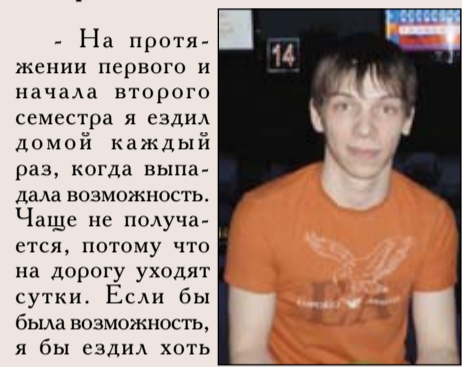 - На протя-
жении первого и
начала второго
семестра я ездил
домой каждый
раз, когда выпа-
дала возможность.
Чаще не получа-
ется, потому что
на дорогу уходят
сутки. Если бы
была возможность,
я бы ездил хоть
14